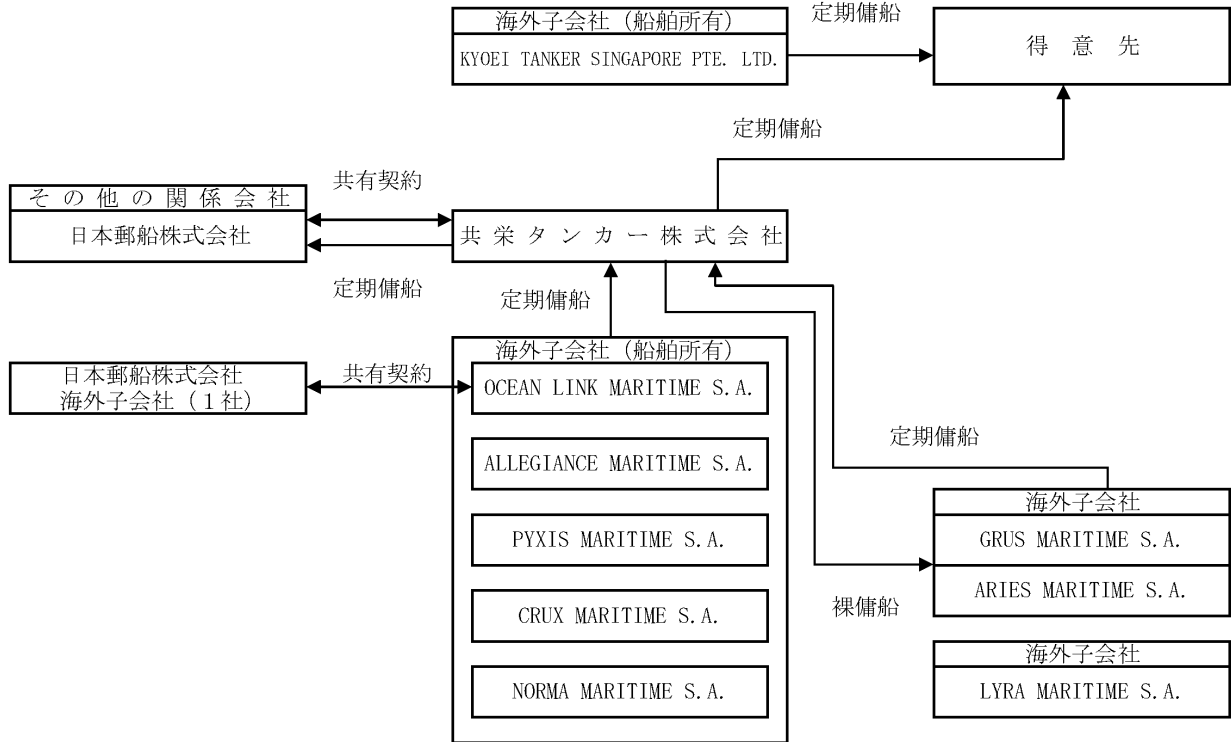 海外子会社（船舶所有）
KYOEI TANKER SINGAPORE PTE. LTD.
定期傭船
得意先
定期傭船
その他の関係会社
日本郵船株式会社
共有契約
定期傭船
共栄タンカー株式会社
定期傭船
日本郵船株式会社
海外子会社（１社）
共有契約
海外子会社（船舶所有）
OCEAN LINK MARITIME S.A.
ALLEGIANCE MARITIME S.A.
PYXIS MARITIME S.A.
CRUX MARITIME S.A.
NORMA MARITIME S.A.
定期傭船
海外子会社
GRUS MARITIME S.A.
ARIES MARITIME S.A.
裸傭船
海外子会社
LYRA MARITIME S.A.